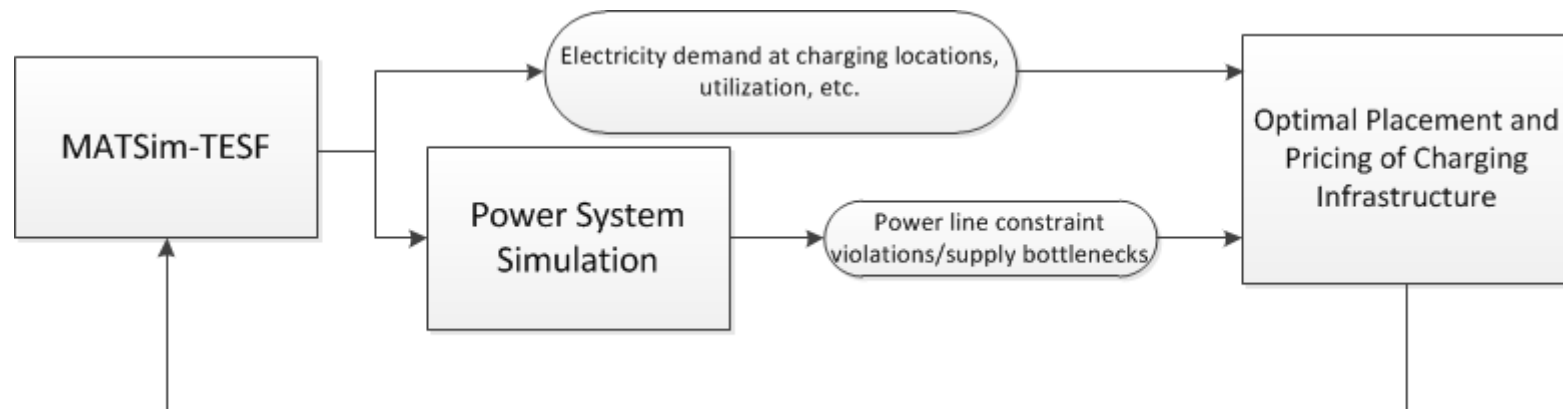 Electricity demand at charging locations,
utilization, etc.
MATSim-TESF
Optimal Placement and
Pricing of Charging
Infrastructure
Power System
Simulation
Power line constraint
violations/supply bottlenecks